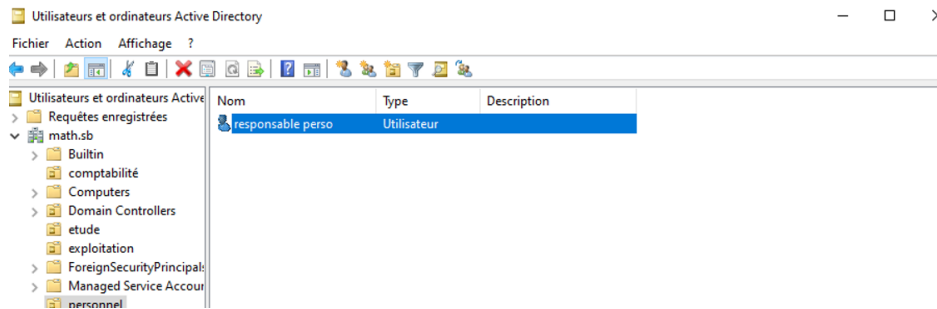 Utilisateurs et ordinateurs Active Directory
Fichier Action Affichage ?
Utilisateurs et ordinateurs Active
Requêtes enregistrées
math.sb
Builtin
comptabilité
Computers
Domain Controllers
etude
exploitation
ForeignSecurityPrincipals
Managed Service Accour
personnel
Nom Type Description
responsable perso Utilisateur